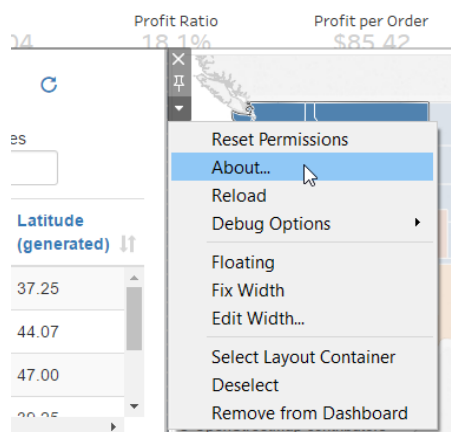 Profit Ratio Profit per Order
04 18.1% $85.42
es
Reset Permissions
About...
Reload
Debug Options
Latitude
(generated)
Floating
37.25
Fix Width
44.07
Edit Width...
Select Layout Container
47.00
Deselect
Remove from Dashboard